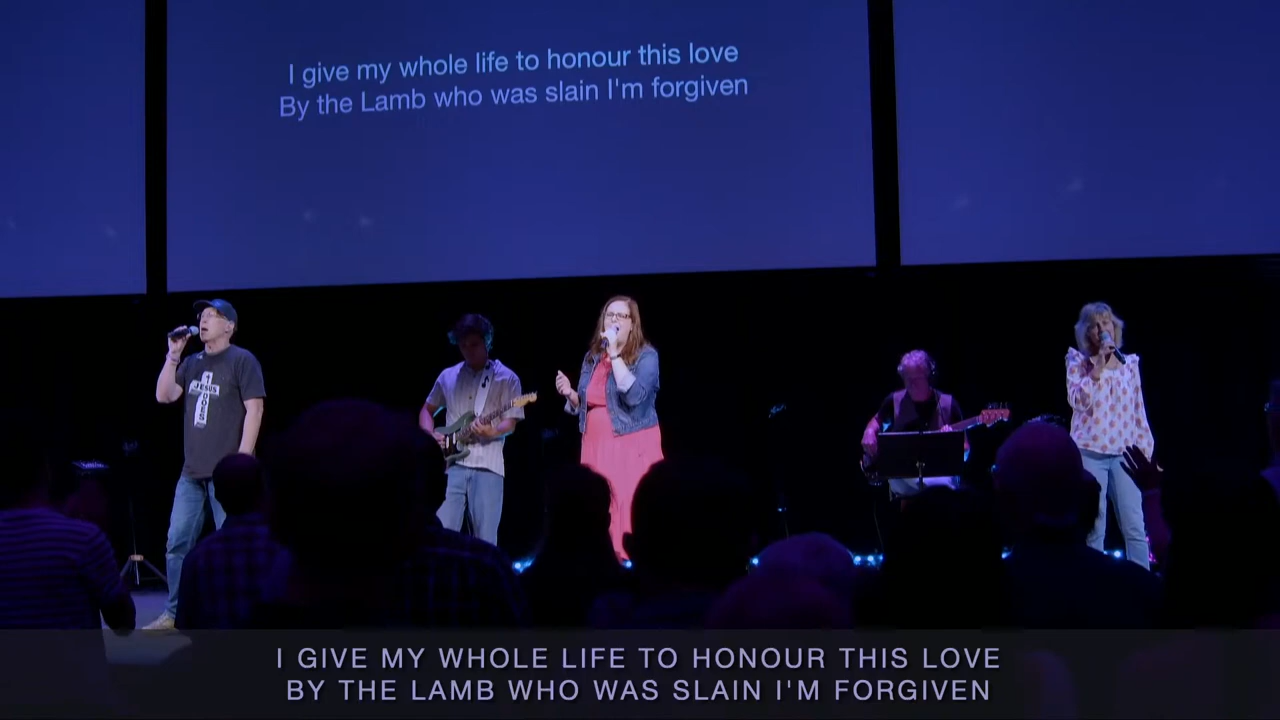 I give my whole life to honour this love
By the Lamb who was slain I'm forgiven
JESUS
DOES
I GIVE MY WHOLE LIFE TO HONOUR THIS LOVE
BY THE LAMB WHO WAS SLAIN I'M FORGIVEN